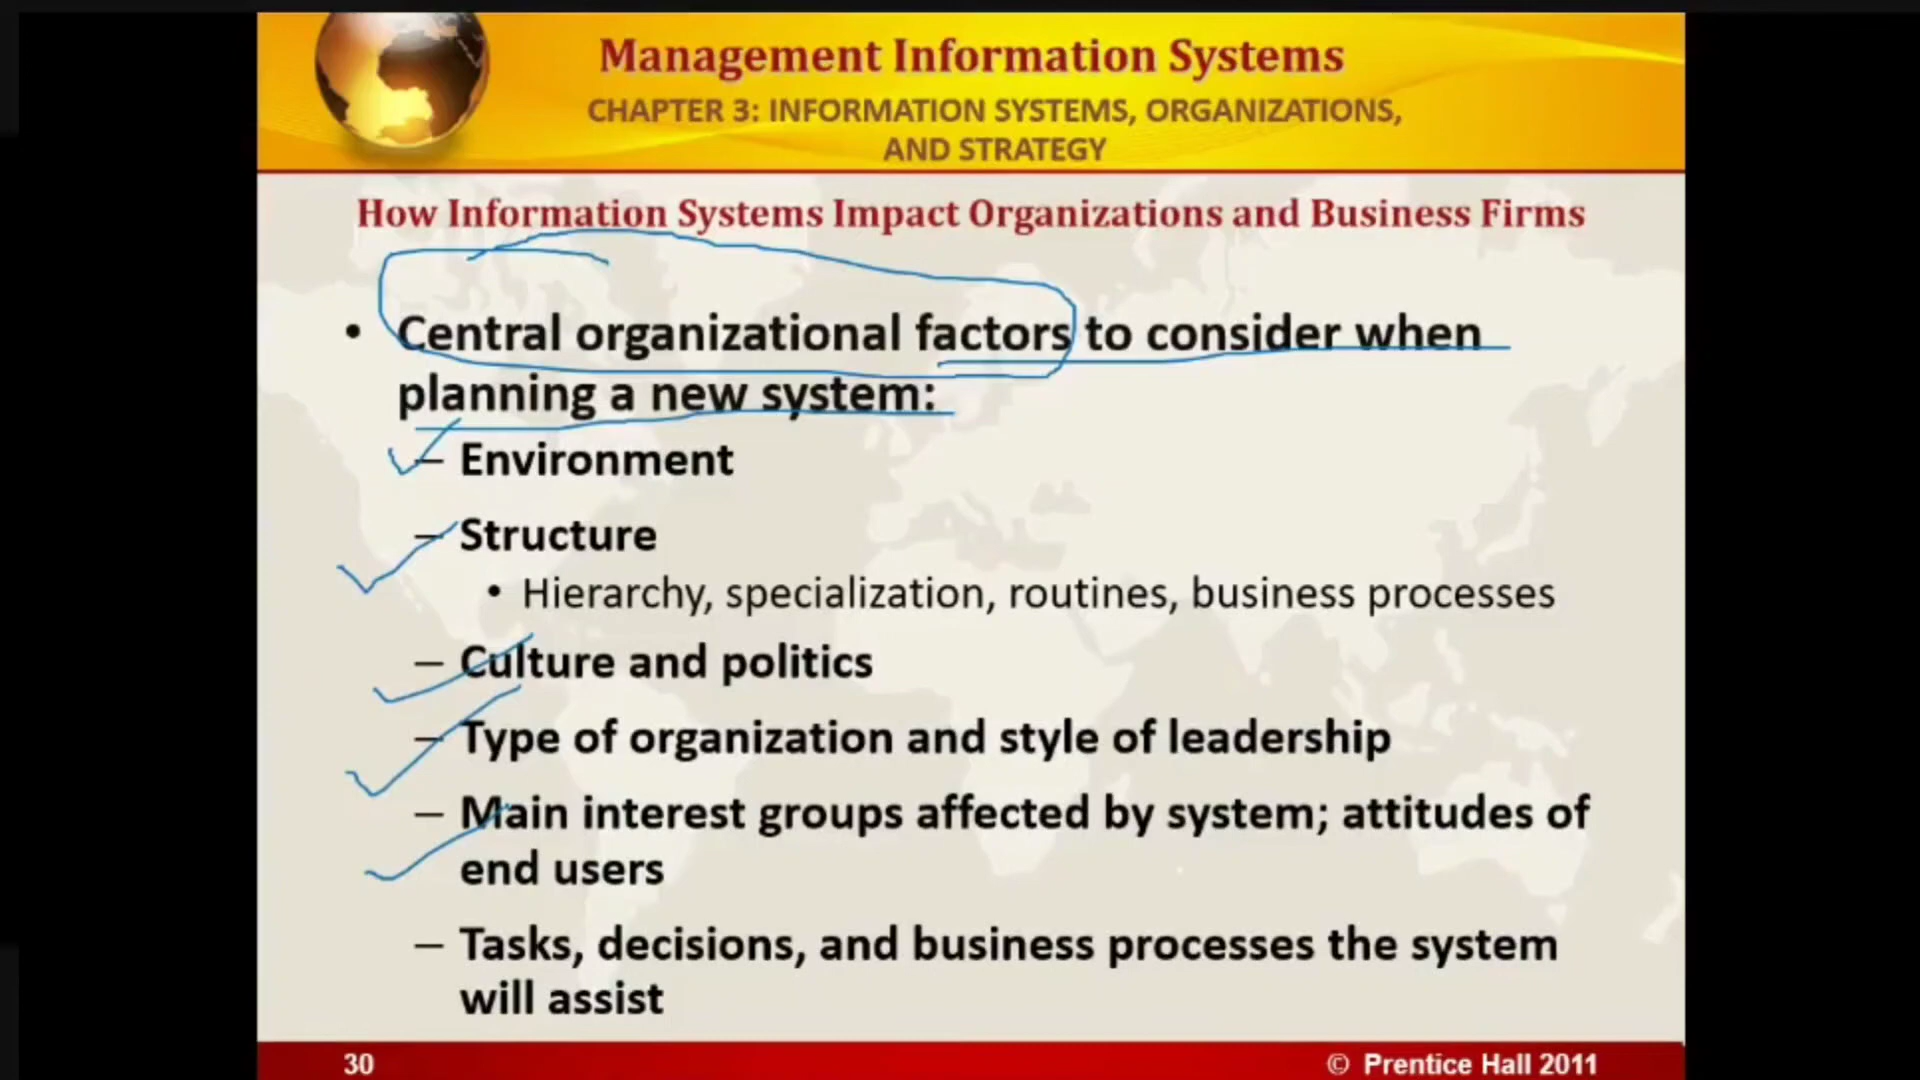 Management Information Systems
CHAPTER 3: INFORMATION SYSTEMS, ORGANIZATIONS,
AND STRATEGY
How Information Systems Impact Organizations and Business Firms
• Central organizational factors to consider when
planning a new system:
– Environment
– Structure
• Hierarchy, specialization, routines, business processes
– Culture and politics
– Type of organization and style of leadership
– Main interest groups affected by system; attitudes of
end users
– Tasks, decisions, and business processes the system
will assist
30
© Prentice Hall 2011